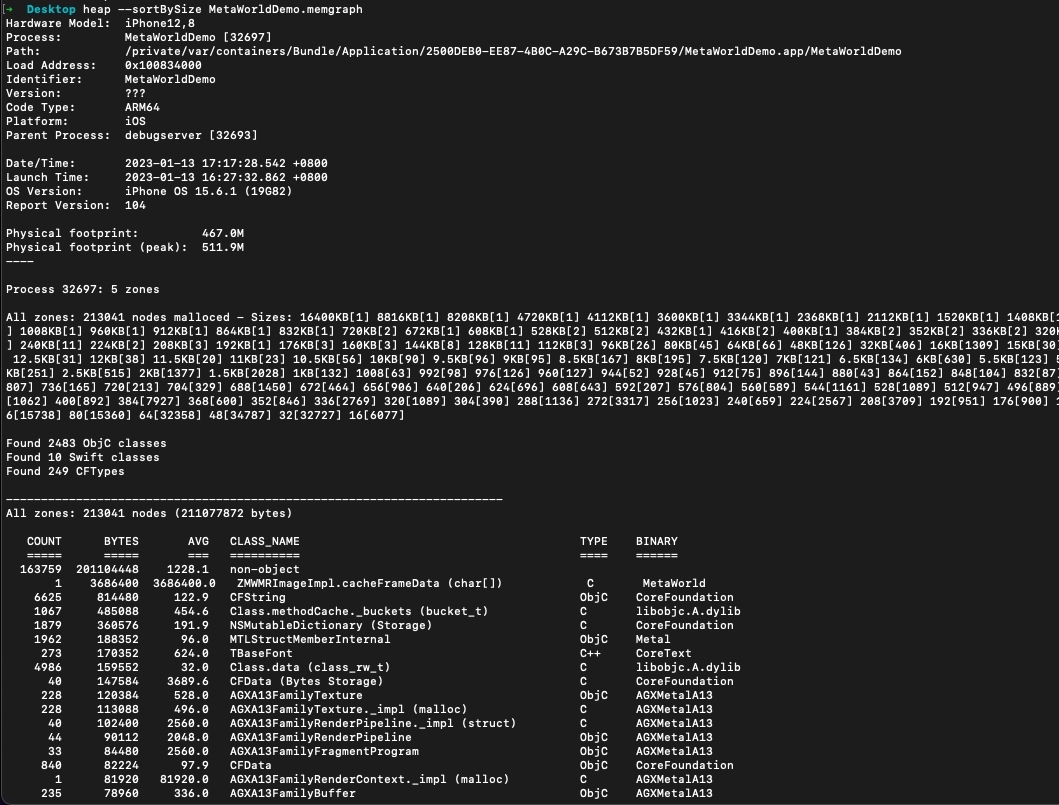 [➜  Desktop heap --sortBySize MetaWorldDemo.memgraph
Hardware Model:  iPhone12,8
Process:         MetaWorldDemo [32697]
Path:            /private/var/containers/Bundle/Application/2500DEB0-EE87-4B0C-A29C-B673B7B5DF59/MetaWorldDemo.app/MetaWorldDemo
Load Address:    0x100834000
Identifier:      MetaWorldDemo
Version:         ???
Code Type:       ARM64
Platform:        iOS
Parent Process:  debugserver [32693]
Date/Time:       2023-01-13 17:17:28.542 +0800
Launch Time:     2023-01-13 16:27:32.862 +0800
OS Version:      iPhone OS 15.6.1 (19G82)
Report Version:  104
Physical footprint:         467.0M
Physical footprint (peak):  511.9M
----
Process 32697: 5 zones
All zones: 213041 nodes malloced - Sizes: 16400KB[1] 8816KB[1] 8208KB[1] 4720KB[1] 4112KB[1] 3600KB[1] 3344KB[1] 2368KB[1] 2112KB[1] 1520KB[1] 1408KB[1
] 1008KB[1] 960KB[1] 912KB[1] 864KB[1] 832KB[1] 720KB[2] 672KB[1] 608KB[1] 528KB[2] 512KB[2] 432KB[1] 416KB[2] 400KB[1] 384KB[2] 352KB[2] 336KB[2] 320K
] 240KB[11] 224KB[2] 208KB[3] 192KB[1] 176KB[3] 160KB[3] 144KB[8] 128KB[11] 112KB[3] 96KB[26] 80KB[45] 64KB[66] 48KB[126] 32KB[406] 16KB[1309] 15KB[30]
12.5KB[31] 12KB[38] 11.5KB[20] 11KB[23] 10.5KB[56] 10KB[90] 9.5KB[96] 9KB[95] 8.5KB[167] 8KB[195] 7.5KB[120] 7KB[121] 6.5KB[134] 6KB[630] 5.5KB[123] 5
KB[251] 2.5KB[515] 2KB[1377] 1.5KB[2028] 1KB[132] 1008[63] 992[98] 976[126] 960[127] 944[52] 928[45] 912[75] 896[144] 880[43] 864[152] 848[104] 832[87]
807] 736[165] 720[213] 704[329] 688[1450] 672[464] 656[906] 640[206] 624[696] 608[643] 592[207] 576[804] 560[589] 544[1161] 528[1089] 512[947] 496[889]
[1062] 400[892] 384[7927] 368[600] 352[846] 336[2769] 320[1089] 304[390] 288[1136] 272[3317] 256[1023] 240[659] 224[2567] 208[3709] 192[951] 176[900] 1
6[15738] 80[15360] 64[32358] 48[34787] 32[32727] 16[6077]
Found 2483 ObjC classes
Found 10 Swift classes
Found 249 CFTypes
-----------------------------------------------------------------------
All zones: 213041 nodes (211077872 bytes)
COUNT      BYTES       AVG   CLASS_NAME                                        TYPE    BINARY
=====      =====       ===   ==========                                        ====    ======
163759  201104448    1228.1   non-object
1    3686400  3686400.0   ZMWMRImageImpl.cacheFrameData (char[])            C       MetaWorld
6625     814480     122.9   CFString                                          ObjC    CoreFoundation
1067     485088     454.6   Class.methodCache._buckets (bucket_t)             C       libobjc.A.dylib
1879     360576     191.9   NSMutableDictionary (Storage)                     C       CoreFoundation
1962     188352      96.0   MTLStructMemberInternal                           ObjC    Metal
273     170352     624.0   TBaseFont                                         C++     CoreText
4986     159552      32.0   Class.data (class_rw_t)                           C       libobjc.A.dylib
40     147584    3689.6   CFData (Bytes Storage)                            C       CoreFoundation
228     120384     528.0   AGXA13FamilyTexture                               ObjC    AGXMetalA13
228     113088     496.0   AGXA13FamilyTexture._impl (malloc)                C       AGXMetalA13
40     102400    2560.0   AGXA13FamilyRenderPipeline._impl (struct)         C       AGXMetalA13
44      90112    2048.0   AGXA13FamilyRenderPipeline                        ObjC    AGXMetalA13
33      84480    2560.0   AGXA13FamilyFragmentProgram                       ObjC    AGXMetalA13
840      82224      97.9   CFData                                            ObjC    CoreFoundation
1      81920   81920.0   AGXA13FamilyRenderContext._impl (malloc)          C       AGXMetalA13
235      78960     336.0   AGXA13FamilyBuffer                                ObjC    AGXMetalA13